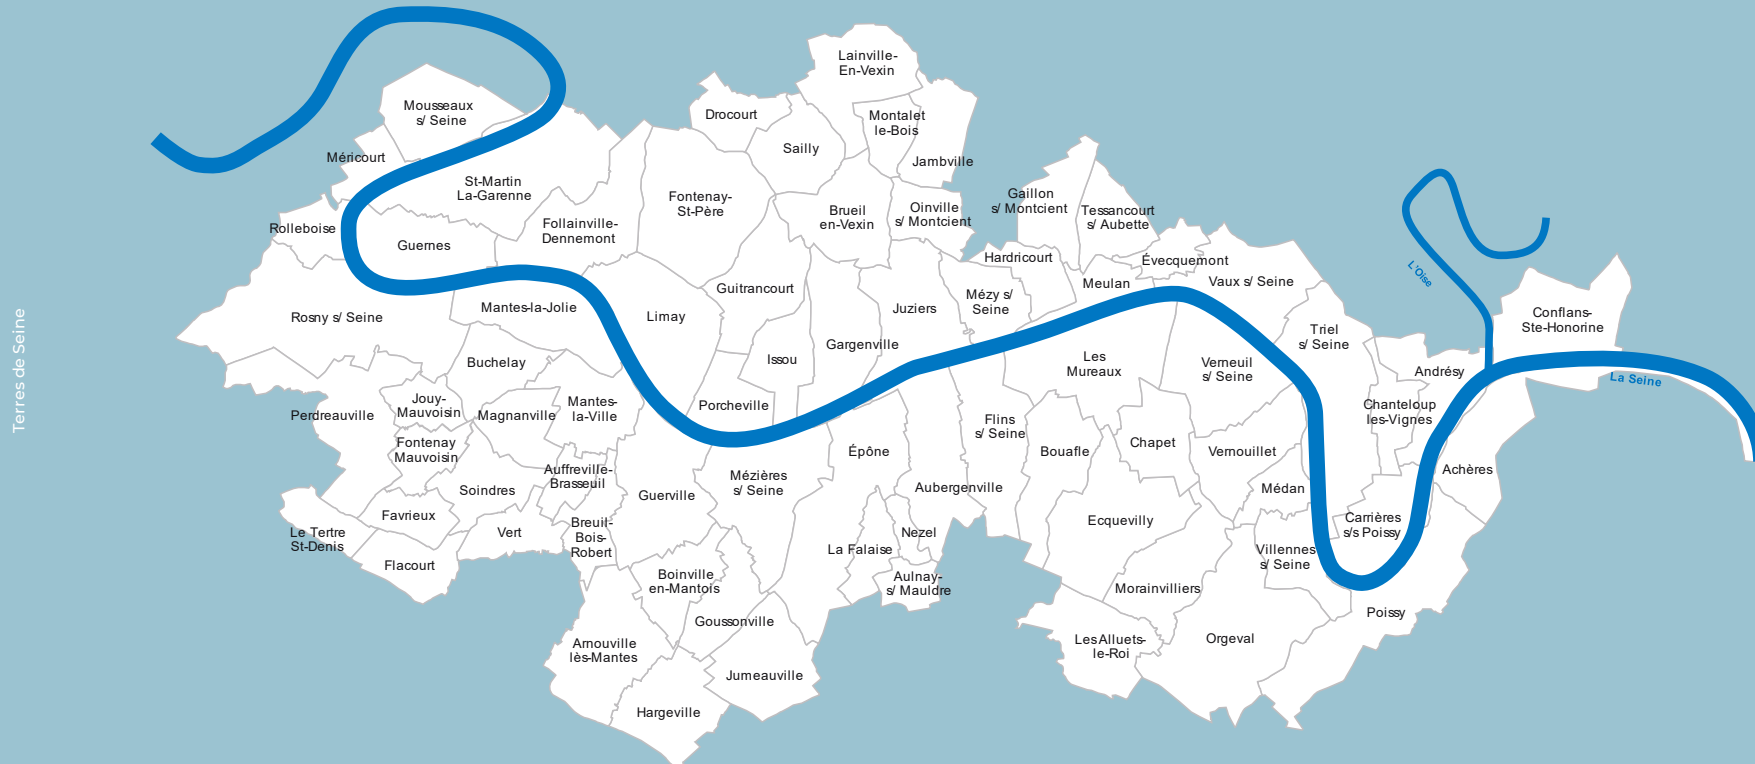 Terres de Seine
Lainville-
En-Vexin
Mousseaux
s/ Seine
Drocourt
Montalet
le-Bois
Sailly
Méricourt
Jambville
St-Martin
La-Garenne
Fontenay-
St-Père
Gaillon
s/ Montcient
Brueil
en-Vexin
Oinville
s/ Montcient
Tessancourt
s/ Aubette
Rolleboise
Follainville-
Dennemont
Guernes
Hardricourt
Évecquemont
L'Oise
Guitrancourt
Meulan
Vaux s/ Seine
Mézy s/
Seine
Mantes-la-Jolie
Juziers
Rosny s/ Seine
Limay
Conflans-
Ste-Honorine
Triel
s/ Seine
Gargenville
Issou
Buchelay
Les
Mureaux
Verneuil
s/ Seine
Andrésy
La Seine
Jouy-
Mauvoisin
Mantes-
la-Ville
Porcheville
Chanteloup
les-Vignes
Perdreauville
Magnanville
Flins
s/ Seine
Fontenay
Mauvoisin
Épône
Bouafle
Chapet
Vernouillet
Auffreville-
Brasseuil
Mézières
s/ Seine
Achères
Soindres
Guerville
Aubergenville
Médan
Favrieux
Ecquevilly
Carrières
s/s Poissy
Le Tertre
St-Denis
Vert
Breuil-
Bois-
Robert
Nezel
La Falaise
Villennes
s/ Seine
Flacourt
Boinville
en-Mantois
Aulnay-
s/ Mauldre
Morainvilliers
Goussonville
Poissy
Arnouville
lès-Mantes
Les Alluets-
le-Roi
Orgeval
Jumeauville
Hargeville